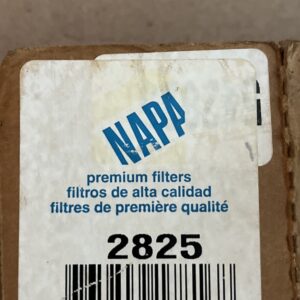 NAPA
premium filters
filtros de alta calidad
filtres de première qualité
2825